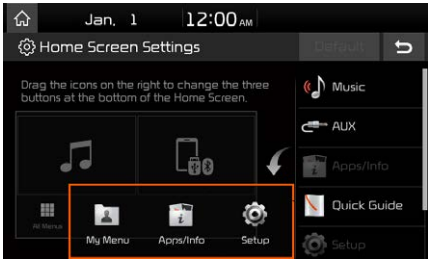 Jan. 1 12:00 AM
Home Screen Settings
Default
Drag the icons on the right to change the three
buttons at the bottom of the Home Screen.
Music
AUX
Apps/Info
Quick Guide
Setup
All Menus
My Menu
Apps/Info
Setup